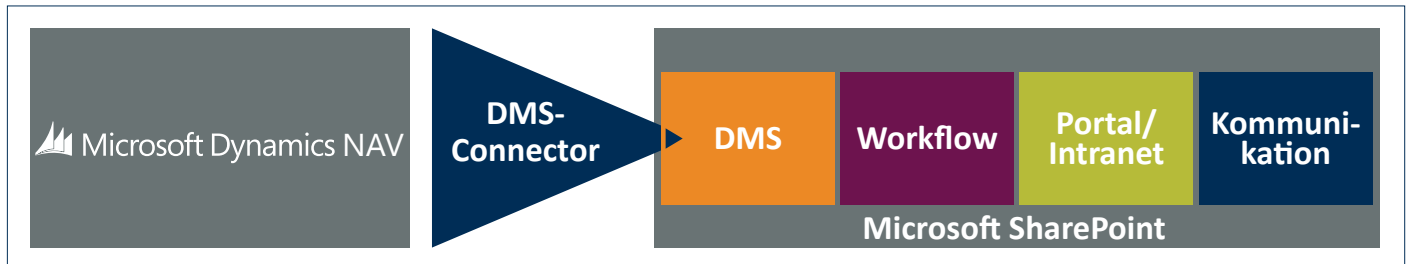 Microsoft Dynamics NAV
DMS-
Connector
DMS
Workflow
Portal/
Intranet
Kommuni-
kation
Microsoft SharePoint